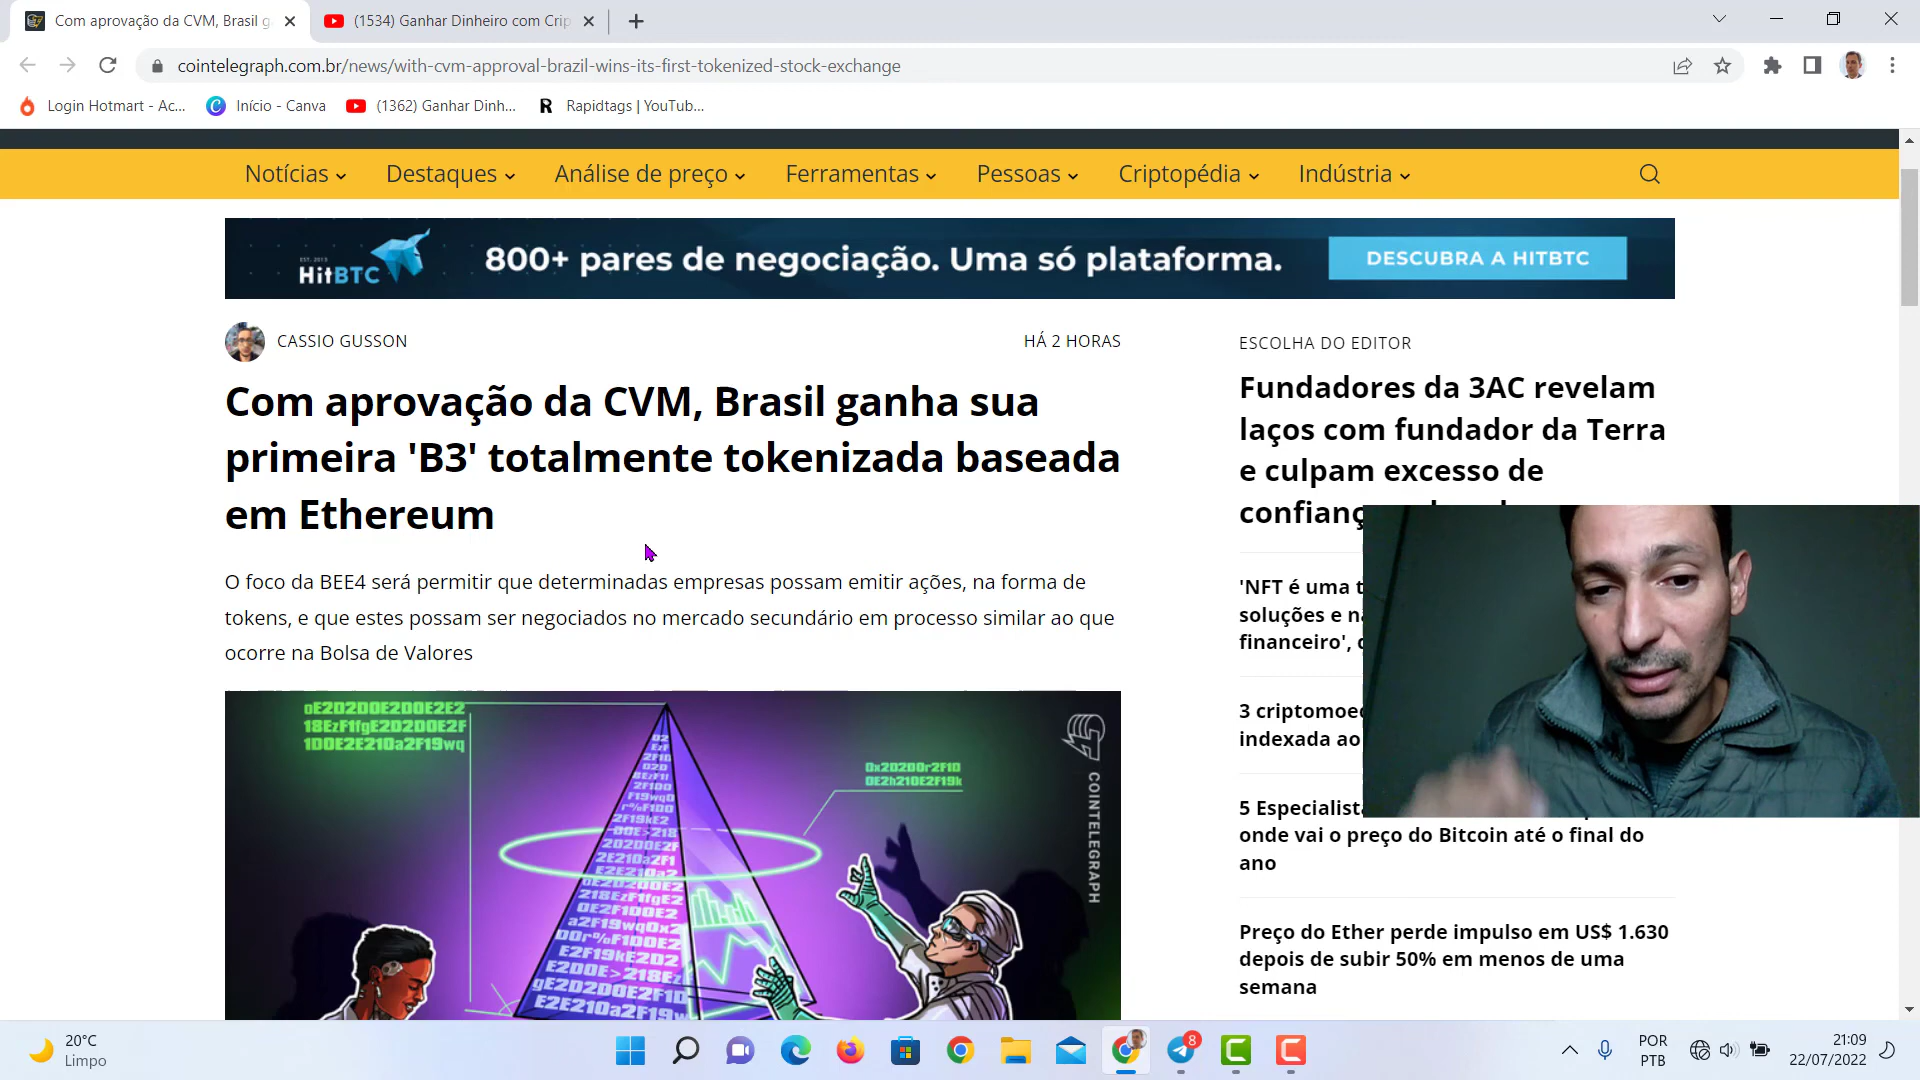 Com aprovação da CVM, Brasil g
(1534) Ganhar Dinheiro com Crip
cointelegraph.com.br/news/with-cvm-approval-brazil-wins-its-first-tokenized-stock-exchange
Login Hotmart - Ac...
Início - Canva
(1362) Ganhar Dinh...
Rapidtags | YouTub...
Notícias
Destaques
Análise de preço
Ferramentas
Pessoas
Criptopédia
Indústria
EST. 2013
HitBTC
800+ pares de negociação. Uma só plataforma.
DESCUBRA A HITBTC
CASSIO GUSSON
HÁ 2 HORAS
Com aprovação da CVM, Brasil ganha sua
primeira 'B3' totalmente tokenizada baseada
em Ethereum
O foco da BEE4 será permitir que determinadas empresas possam emitir ações, na forma de
tokens, e que estes possam ser negociados no mercado secundário em processo similar ao que
ocorre na Bolsa de Valores
COINTELEGRAPH
ESCOLHA DO EDITOR
Fundadores da 3AC revelam
laços com fundador da Terra
e culpam excesso de
'NFT é uma t
soluções e n
financeiro',
3 criptomoe
indexada ao
5 Especialist
onde vai o preço do Bitcoin até o final do
ano
Preço do Ether perde impulso em US$ 1.630
depois de subir 50% em menos de uma
semana
20°C
Limpo
8
POR
PTB
21:09
22/07/2022